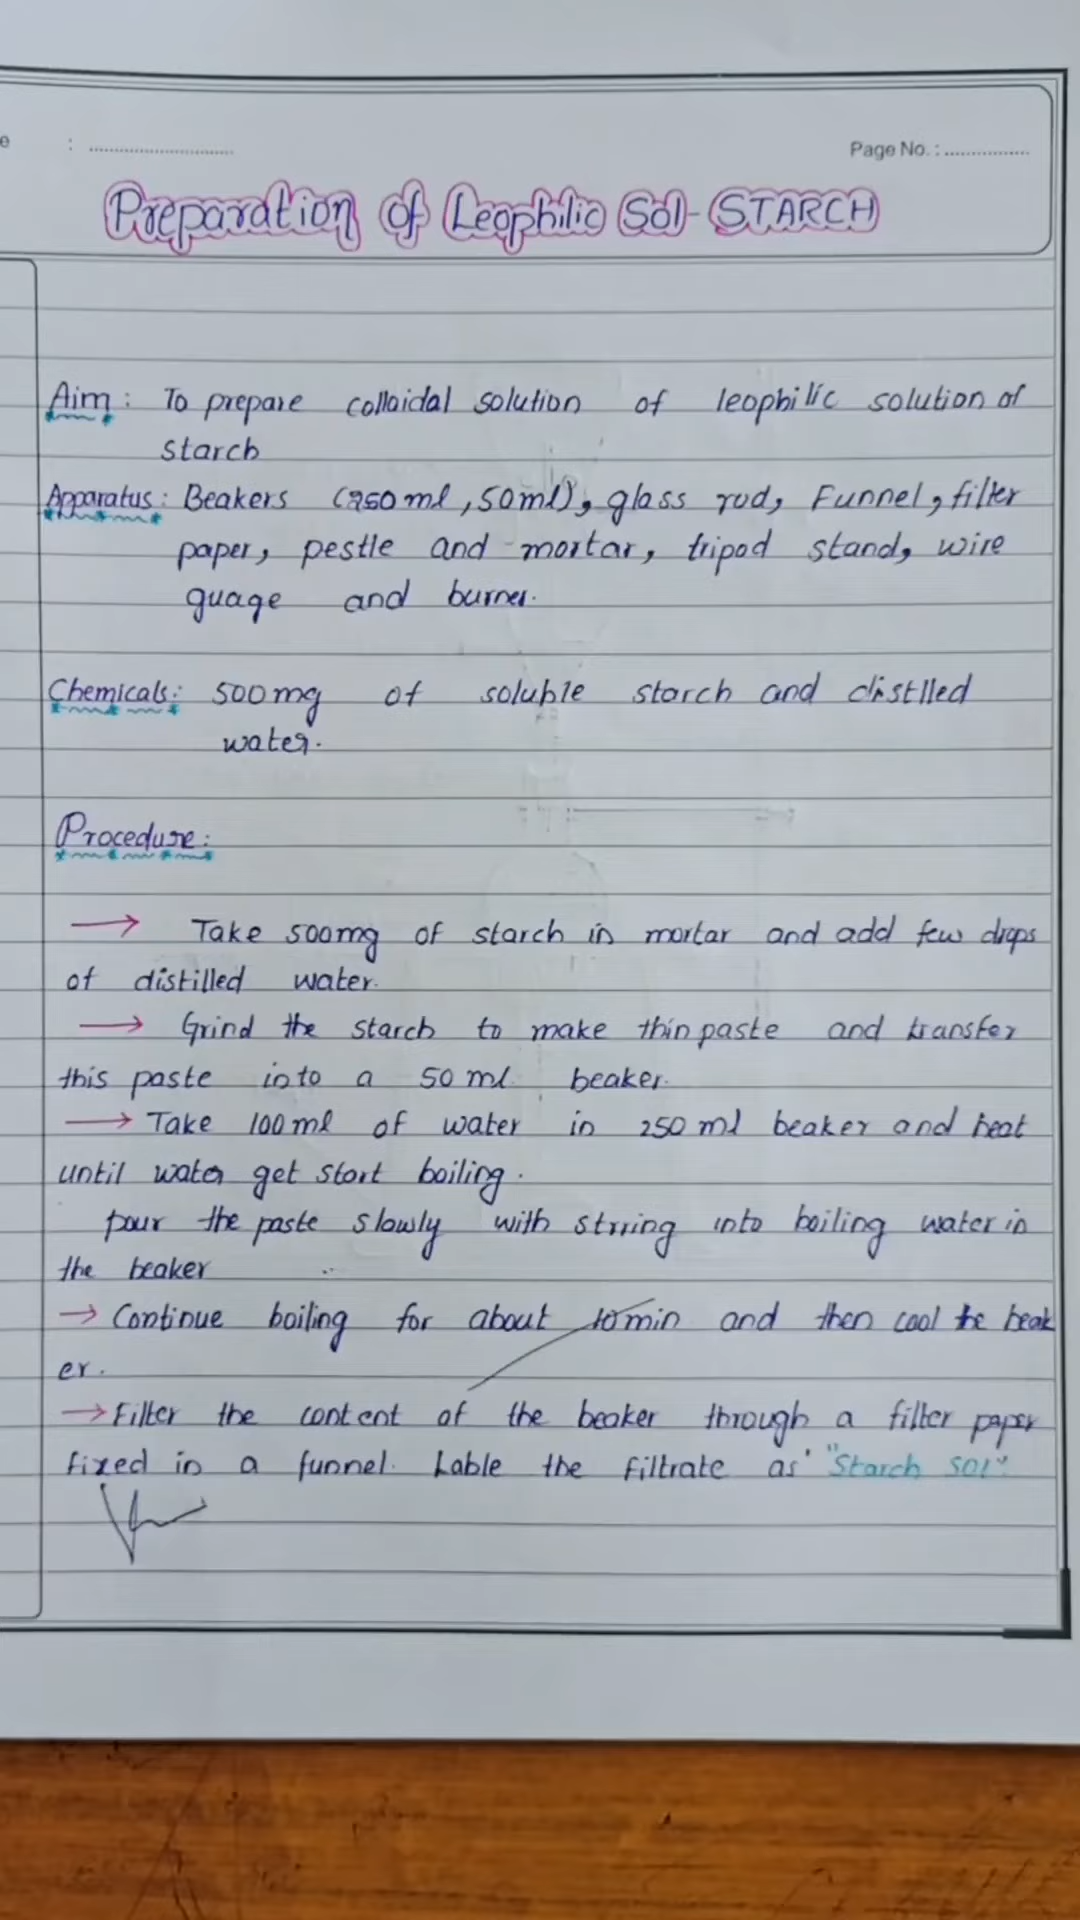 e : ............................ Page No. : ................
Preparation of Leophilic Sol - STARCH
Aim : To prepare colloidal solution of leophilic solution of
starch
Apparatus : Beakers (250 ml , 50 ml), glass rod, Funnel, filter
paper, pestle and mortar, tripod stand, wire
guage and burner.
Chemicals : 500 mg of soluble starch and distlled
water.
Procedure :
→ Take 500mg of starch in mortar and add few drops
of distilled water.
→ Grind the starch to make thin paste and transfer
this paste into a 50 ml beaker.
→ Take 100 ml of water in 250 ml beaker and heat
until water get start boiling.
pour the paste slowly with strring into boiling water in
the beaker
→ Continue boiling for about 10 min and then cool the beak
er.
→ Filter the content of the beaker through a filter paper
fixed in a funnel. Lable the filtrate as "Starch sol".